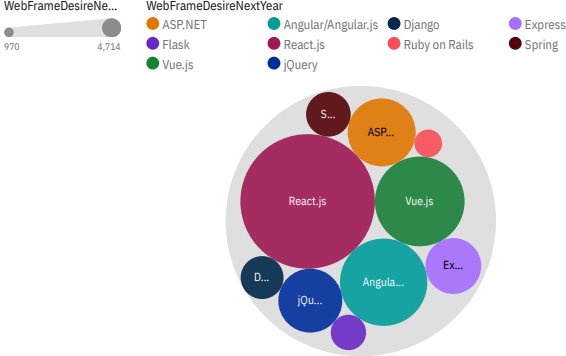 WebFrameDesireNe...
970
4,714
WebFrameDesireNextYear
ASP.NET
Angular/Angular.js
Django
Express
Flask
React.js
Ruby on Rails
Spring
Vue.js
jQuery
S...
ASP...
React.js
Vue.js
D...
jQu...
Angula...
Ex...